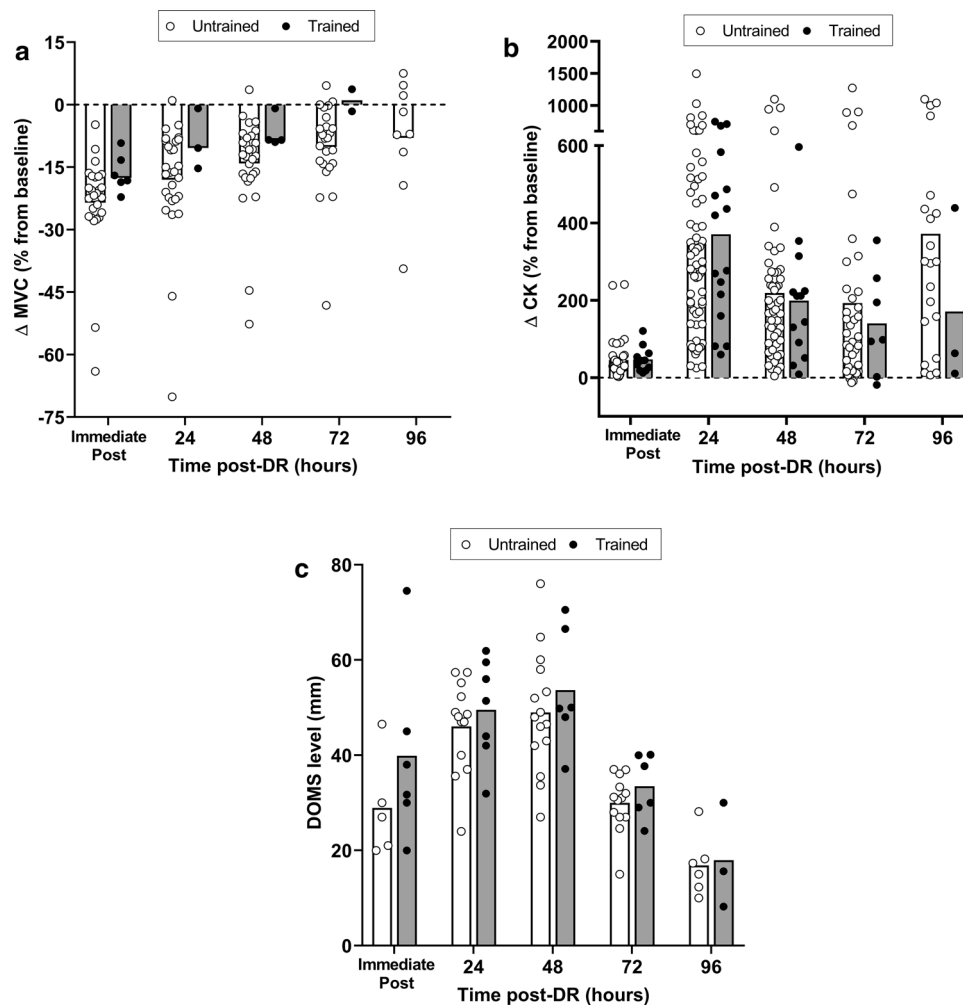 a
Untrained Trained
15
0
-15
-30
-45
-60
-75
Δ MVC (% from baseline)
Immediate
Post
24 48 72 96
Time post-DR (hours)
b
Untrained Trained
2000
1500
1000
600
400
200
0
Δ CK (% from baseline)
Immediate
Post
24 48 72 96
Time post-DR (hours)
c
Untrained Trained
80
60
40
20
0
DOMS level (mm)
Immediate
Post
24 48 72 96
Time post-DR (hours)